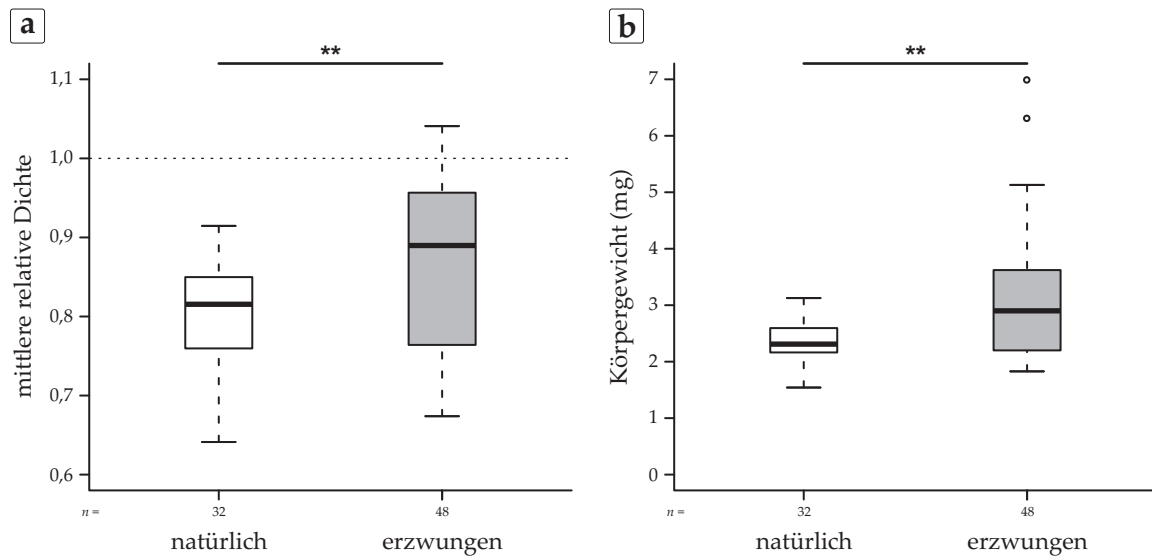 a
**
mittlere relative Dichte
1,1
1,0
0,9
0,8
0,7
0,6
n = 32 48
natürlich erzwungen
b
**
Körpergewicht (mg)
7
6
5
4
3
2
1
0
n = 32 48
natürlich erzwungen